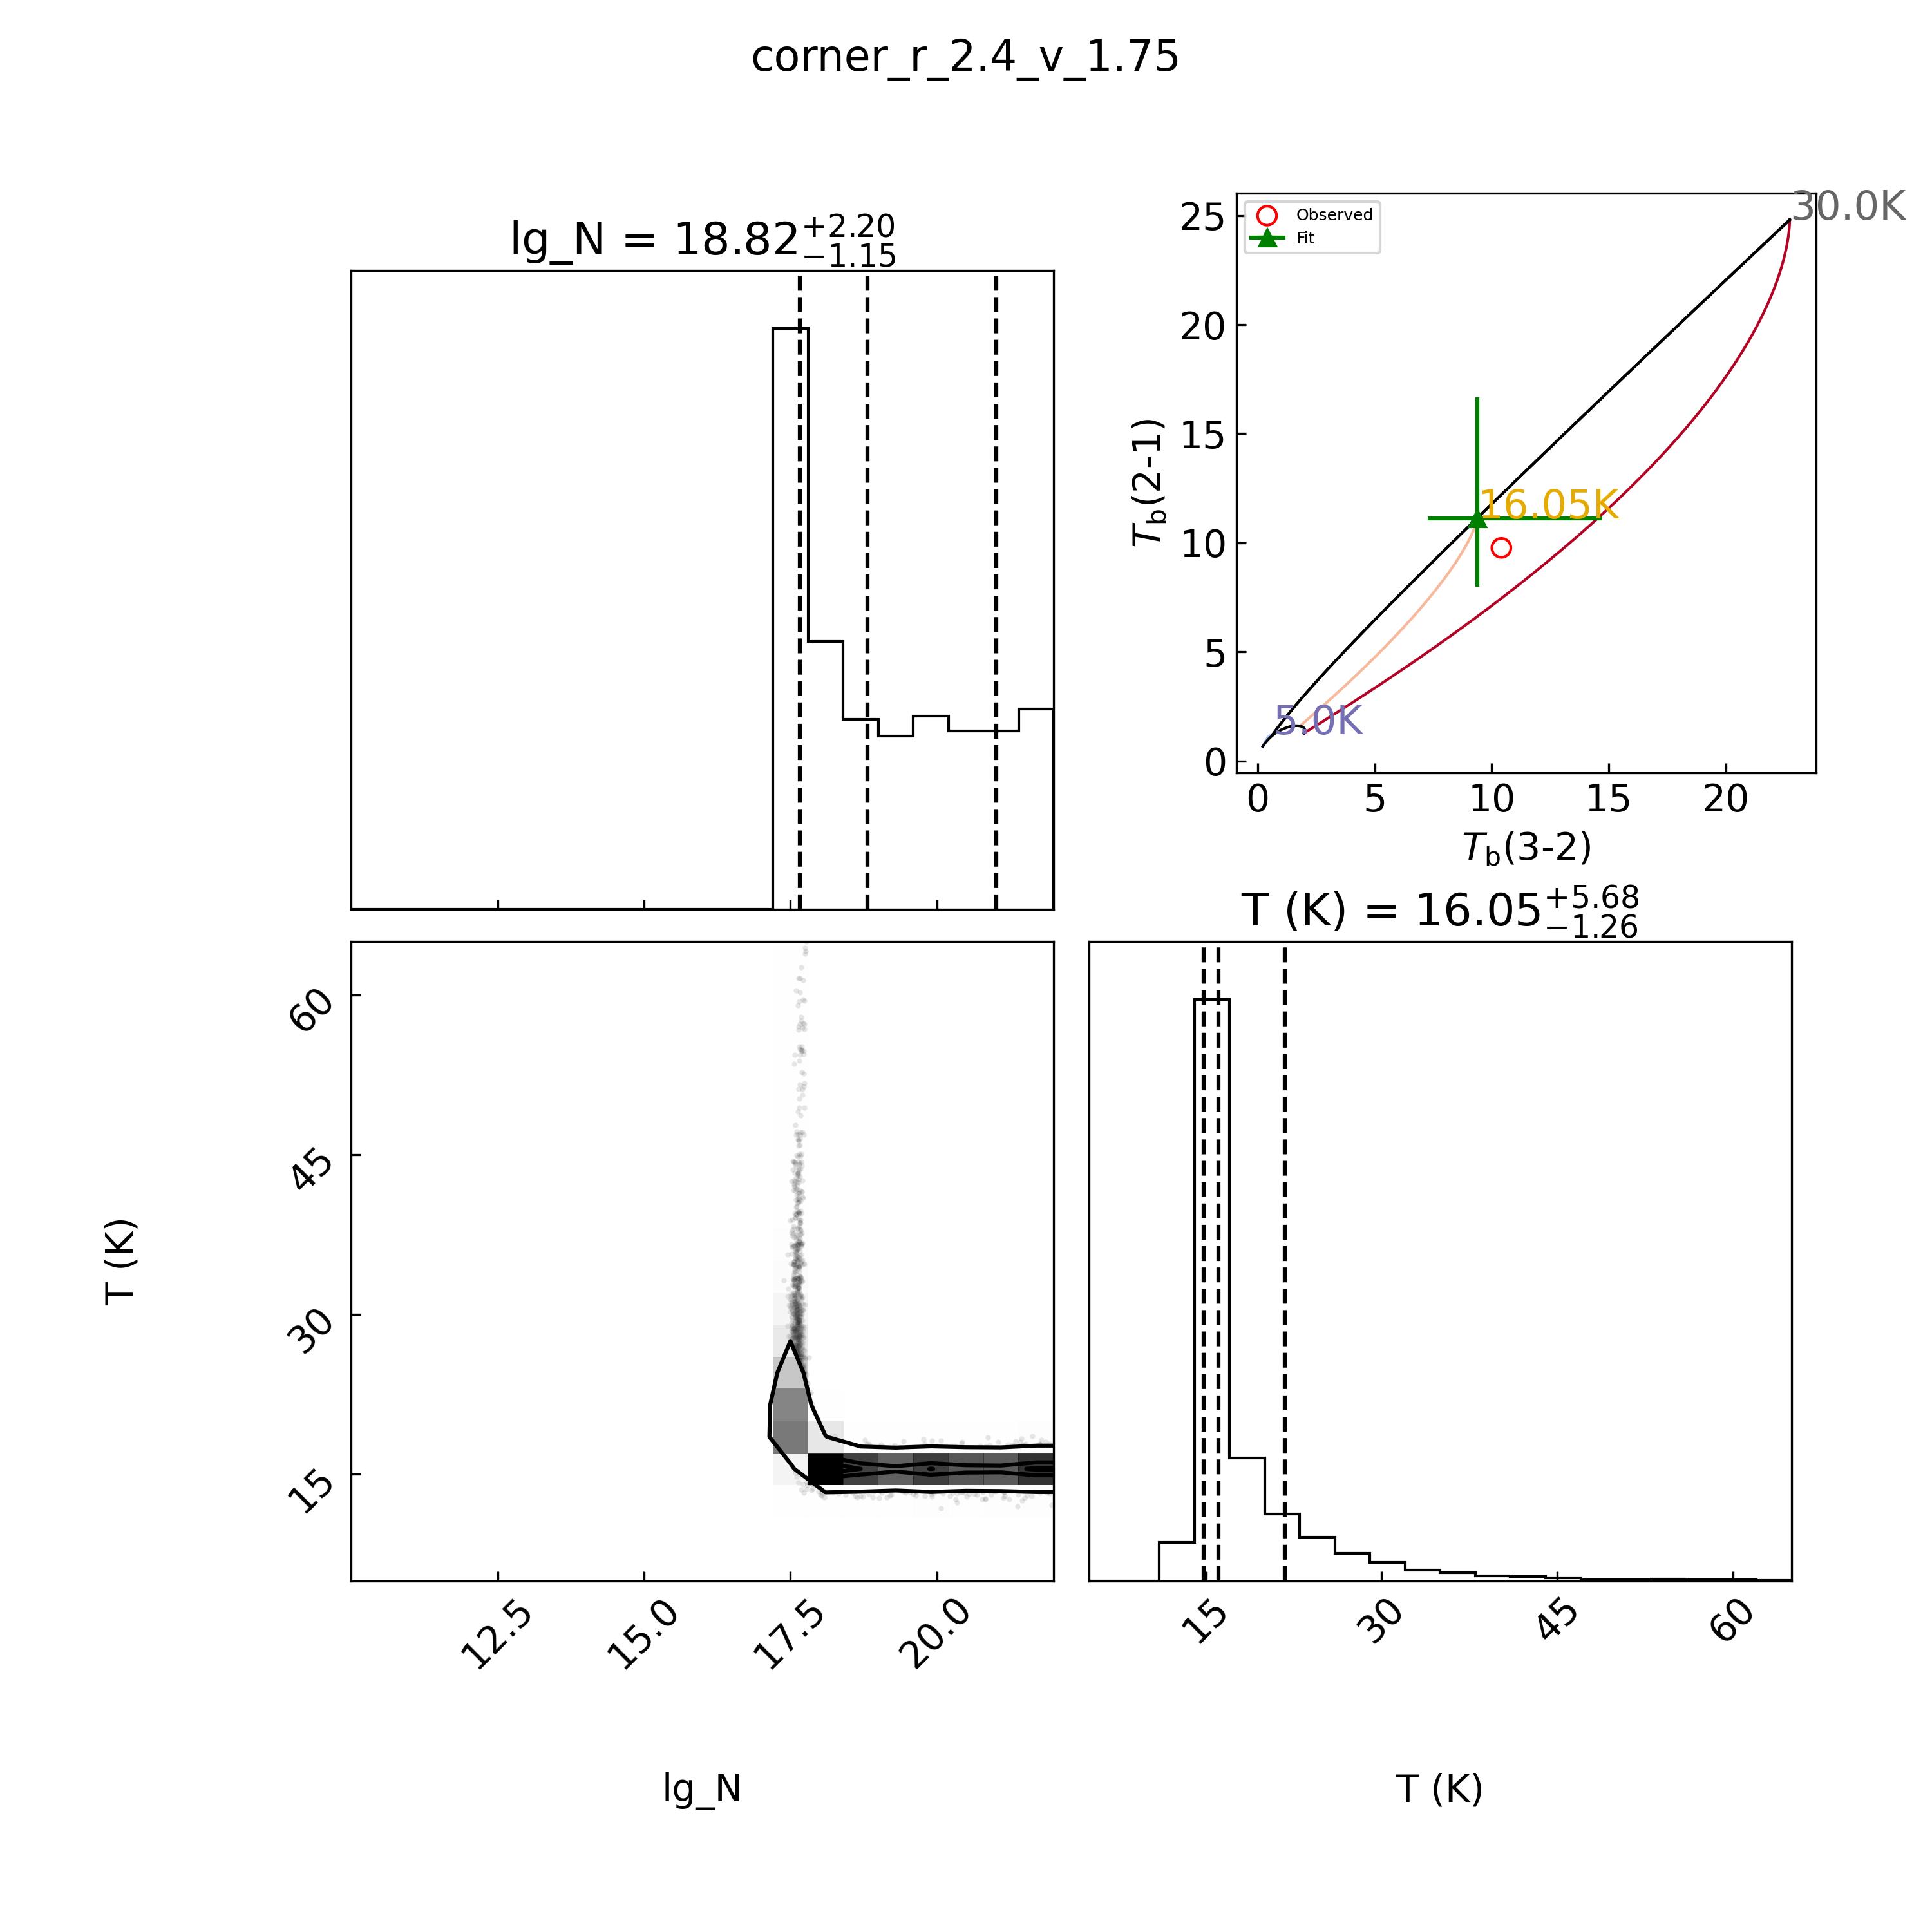 corner_r_2.4_v_1.75
lg_N = 18.82+2.20−1.15
25
20
15
10
5
0
Tb(2-1)
Observed
Fit
30.0K
16.05K
5.0K
0 5 10 15 20
Tb(3-2)
T (K) = 16.05+5.68−1.26
60
45
30
15
T (K)
12.5 15.0 17.5 20.0
lg_N
15 30 45 60
T (K)